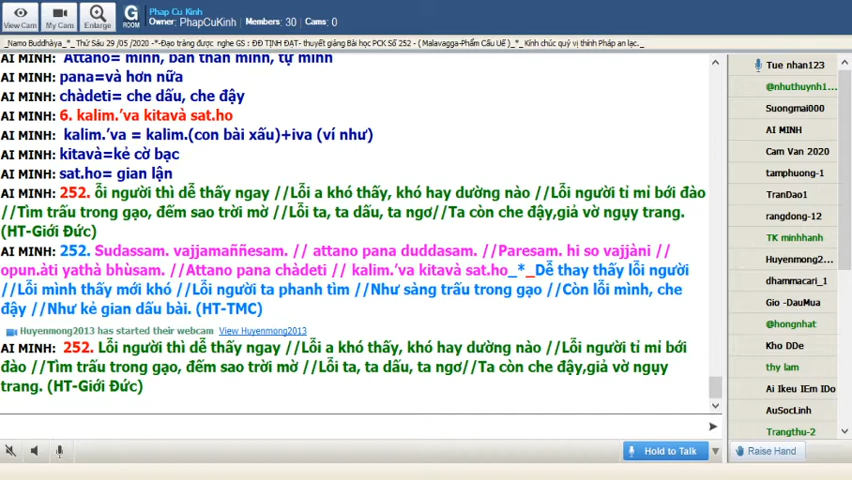 View Cam
My Cam
Enlarge
G
ROOM
Phap Cu Kinh
Owner: PhapCuKinh | Members: 30 | Cams: 0
_Namo Buddhàya_*_ Thứ Sáu 29 /05 /2020 -*-Đạo tràng được nghe GS : ĐĐ TỊNH ĐẠT- thuyết giảng Bài học PCK Số 252 - ( Malavagga-Phẩm Cấu Uế )_*_ Kính chúc quý vị thính Pháp an lạc._
AI MINH: Attano= mình, bản thân mình, tự mình
AI MINH: pana=và hơn nữa
AI MINH: chàdeti= che dấu, che đậy
AI MINH: 6. kalim.'va kitavà sat.ho
AI MINH: kalim.'va = kalim.(con bài xấu)+iva (ví như)
AI MINH: kitavà=kẻ cờ bạc
AI MINH: sat.ho= gian lận
AI MINH: 252. ỗi người thì dễ thấy ngay //Lỗi a khó thấy, khó hay dường nào //Lỗi người tỉ mỉ bới đào
//Tìm trấu trong gạo, đếm sao trời mờ //Lỗi ta, ta dấu, ta ngơ//Ta còn che đậy,giả vờ ngụy trang.
(HT-Giới Đức)
AI MINH: 252. Sudassam. vajjamaññesam. // attano pana duddasam. //Paresam. hi so vajjàni //
opun.àti yathà bhùsam. //Attano pana chàdeti // kalim.'va kitavà sat.ho_*_Dễ thay thấy lỗi người
//Lỗi mình thấy mới khó //Lỗi người ta phanh tìm //Như sàng trấu trong gạo //Còn lỗi mình, che
đậy //Như kẻ gian dấu bài. (HT-TMC)
Huyenmong2013 has started their webcam View Huyenmong2013
AI MINH: 252. Lỗi người thì dễ thấy ngay //Lỗi a khó thấy, khó hay dường nào //Lỗi người tỉ mỉ bới
đào //Tìm trấu trong gạo, đếm sao trời mờ //Lỗi ta, ta dấu, ta ngơ//Ta còn che đậy,giả vờ ngụy
trang. (HT-Giới Đức)
Hold to Talk
Tue nhan123
@nhuthuynh1...
Suongmai000
AI MINH
Cam Van 2020
tamphuong-1
TranDao1
rangdong-12
TK minhhanh
Huyenmong2...
dhammacari_1
Gio -DauMua
@hongnhat
Kho DDe
thy lam
Ai Ikeu IEm IDo
AuSocLinh
Trangthu-2
Raise Hand